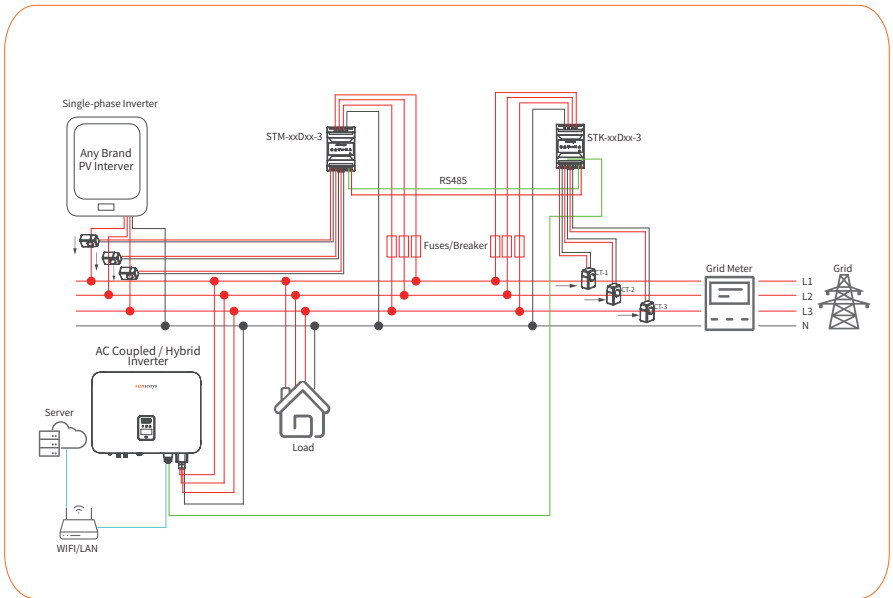 Single-phase Inverter
Any Brand
PV Interver
STM-xxDxx-3
STK-xxDxx-3
RS485
Fuses/Breaker
CT-1
CT-2
CT-3
Grid Meter
Grid
L1
L2
L3
N
AC Coupled / Hybrid
Inverter
sunways
Server
Load
WIFI/LAN